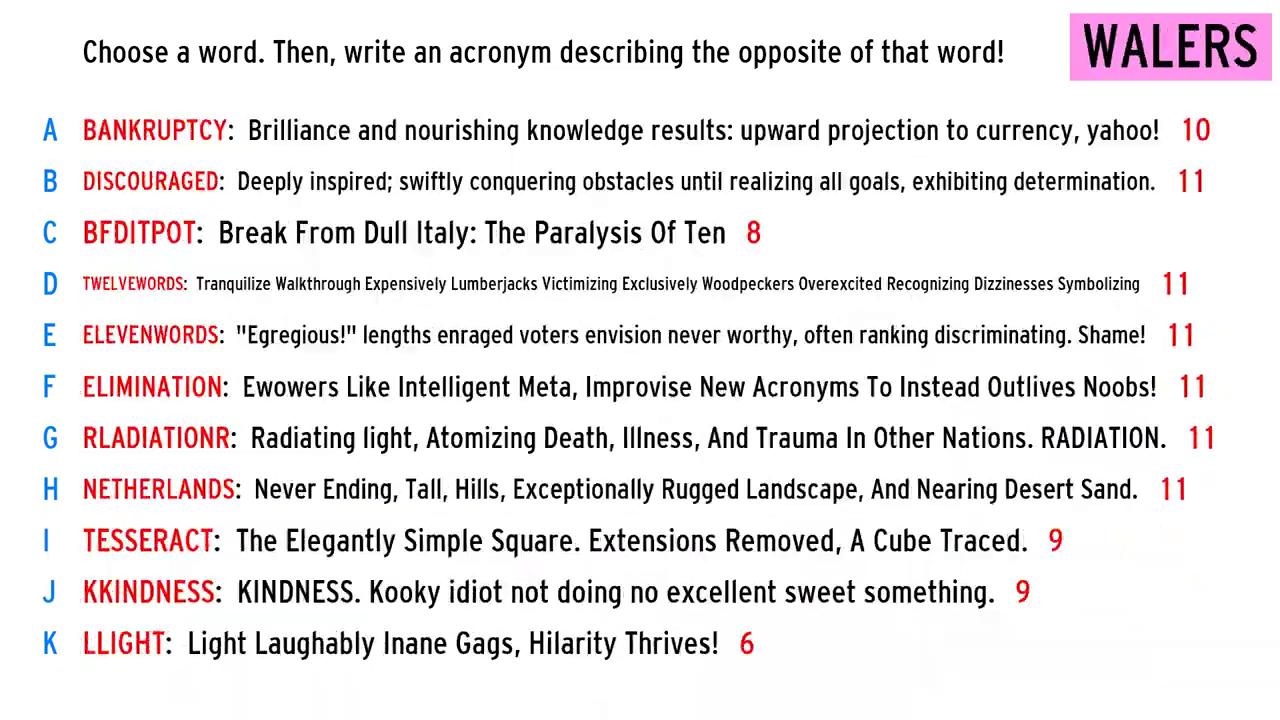 Choose a word. Then, write an acronym describing the opposite of that word!
WALERS
A BANKRUPTCY: Brilliance and nourishing knowledge results: upward projection to currency, yahoo! 10
B DISCOURAGED: Deeply inspired; swiftly conquering obstacles until realizing all goals, exhibiting determination. 11
C BFDITPOT: Break From Dull Italy: The Paralysis Of Ten 8
D TWELVEWORDS: Tranquilize Walkthrough Expensively Lumberjacks Victimizing Exclusively Woodpeckers Overexcited Recognizing Dizzinesses Symbolizing 11
E ELEVENWORDS: "Egregious!" lengths enraged voters envision never worthy, often ranking discriminating. Shame! 11
F ELIMINATION: Ewowers Like Intelligent Meta, Improvise New Acronyms To Instead Outlives Noobs! 11
G RLADIATIONR: Radiating light, Atomizing Death, Illness, And Trauma In Other Nations. RADIATION. 11
H NETHERLANDS: Never Ending, Tall, Hills, Exceptionally Rugged Landscape, And Nearing Desert Sand. 11
I TESSERACT: The Elegantly Simple Square. Extensions Removed, A Cube Traced. 9
J KKINDNESS: KINDNESS. Kooky idiot not doing no excellent sweet something. 9
K LLIGHT: Light Laughably Inane Gags, Hilarity Thrives! 6